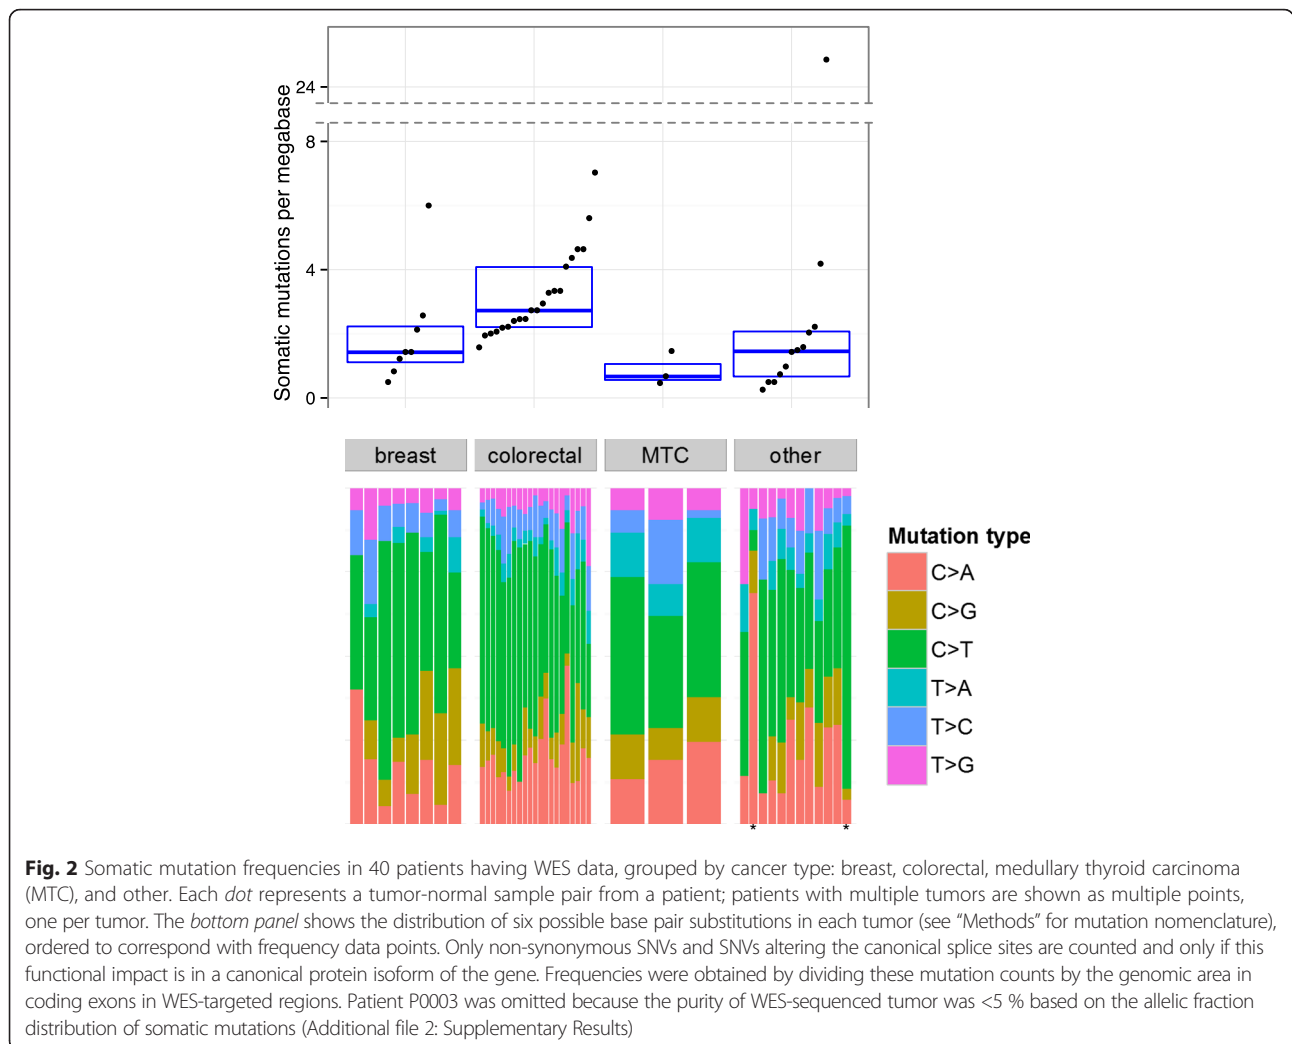 Somatic mutations per megabase
24
8
4
0
breast colorectal MTC other
Mutation type
C>A
C>G
C>T
T>A
T>C
T>G
* *
Fig. 2 Somatic mutation frequencies in 40 patients having WES data, grouped by cancer type: breast, colorectal, medullary thyroid carcinoma
(MTC), and other. Each dot represents a tumor-normal sample pair from a patient; patients with multiple tumors are shown as multiple points,
one per tumor. The bottom panel shows the distribution of six possible base pair substitutions in each tumor (see “Methods” for mutation nomenclature),
ordered to correspond with frequency data points. Only non-synonymous SNVs and SNVs altering the canonical splice sites are counted and only if this
functional impact is in a canonical protein isoform of the gene. Frequencies were obtained by dividing these mutation counts by the genomic area in
coding exons in WES-targeted regions. Patient P0003 was omitted because the purity of WES-sequenced tumor was <5 % based on the allelic fraction
distribution of somatic mutations (Additional file 2: Supplementary Results)